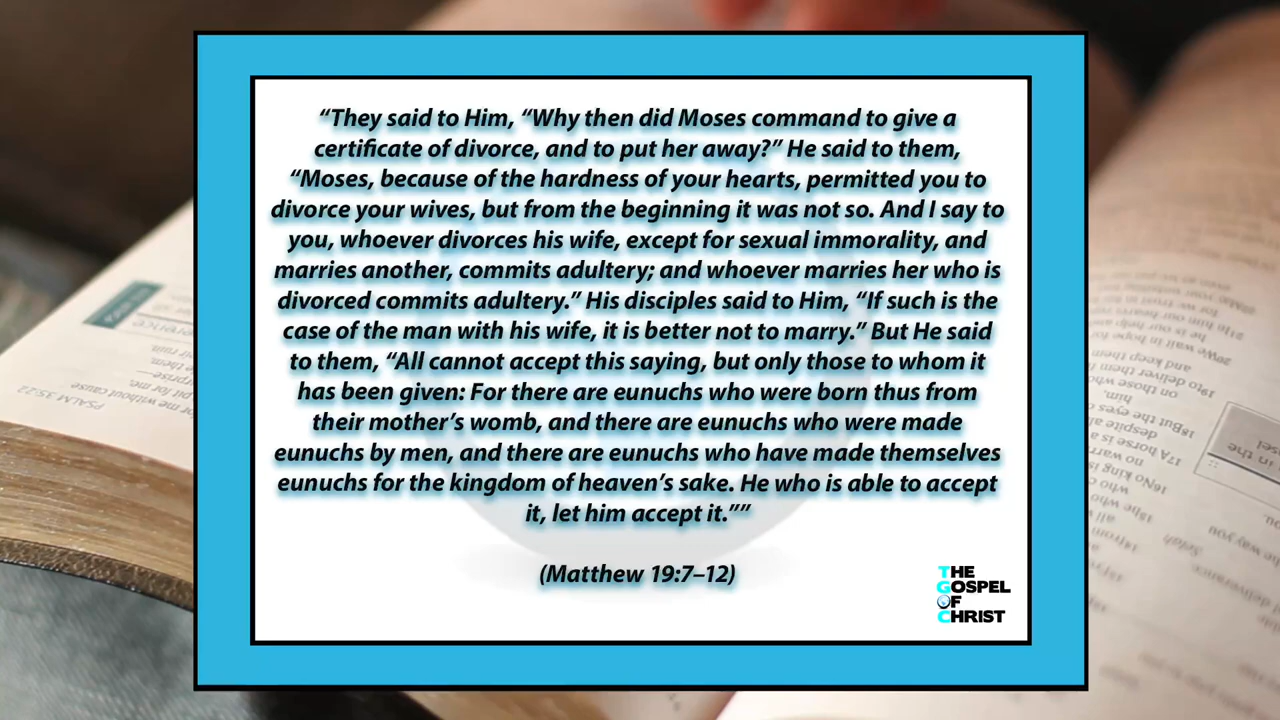 “They said to Him, “Why then did Moses command to give a
certificate of divorce, and to put her away?” He said to them,
“Moses, because of the hardness of your hearts, permitted you to
divorce your wives, but from the beginning it was not so. And I say to
you, whoever divorces his wife, except for sexual immorality, and
marries another, commits adultery; and whoever marries her who is
divorced commits adultery.” His disciples said to Him, “If such is the
case of the man with his wife, it is better not to marry.” But He said
to them, “All cannot accept this saying, but only those to whom it
has been given: For there are eunuchs who were born thus from
their mother’s womb, and there are eunuchs who were made
eunuchs by men, and there are eunuchs who have made themselves
eunuchs for the kingdom of heaven’s sake. He who is able to accept
it, let him accept it.””
(Matthew 19:7–12)
THE
GOSPEL
OF
CHRIST
PSALM 35:22